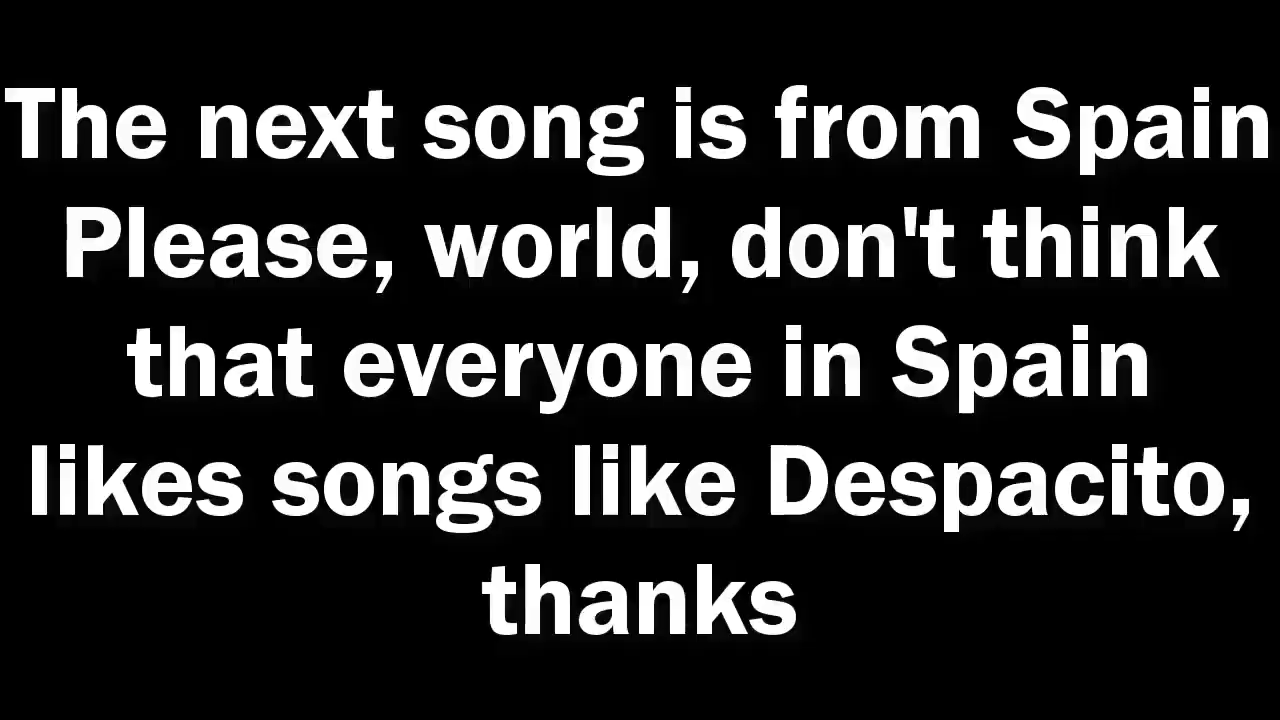 The next song is from Spain
Please, world, don't think
that everyone in Spain
likes songs like Despacito,
thanks